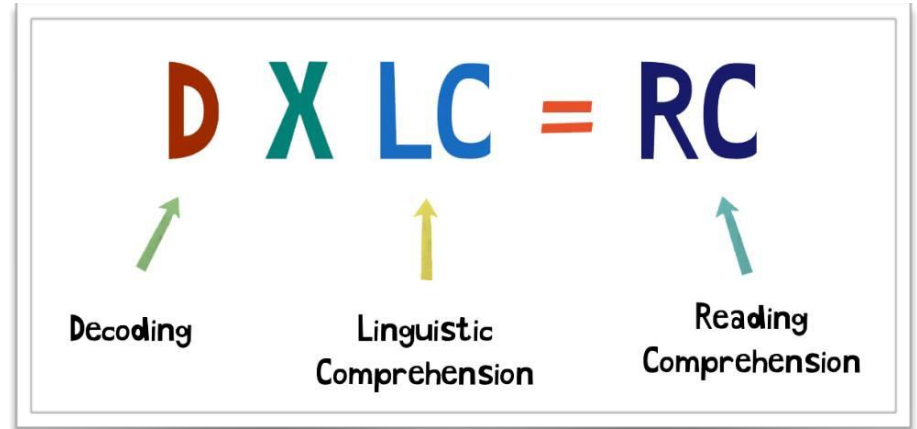 D X LC = RC
Decoding
Linguistic
Comprehension
Reading
Comprehension